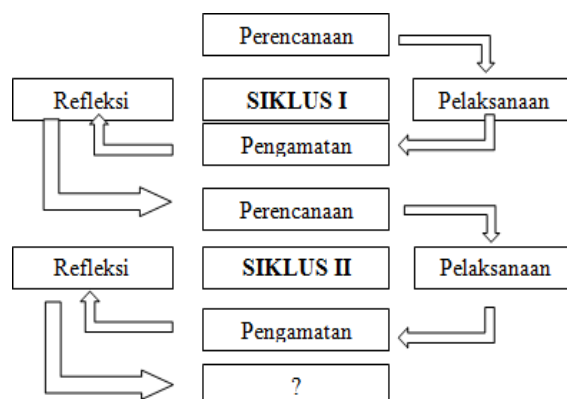 Perencanaan
Refleksi
SIKLUS I
Pelaksanaan
Pengamatan
Perencanaan
Refleksi
SIKLUS II
Pelaksanaan
Pengamatan
?